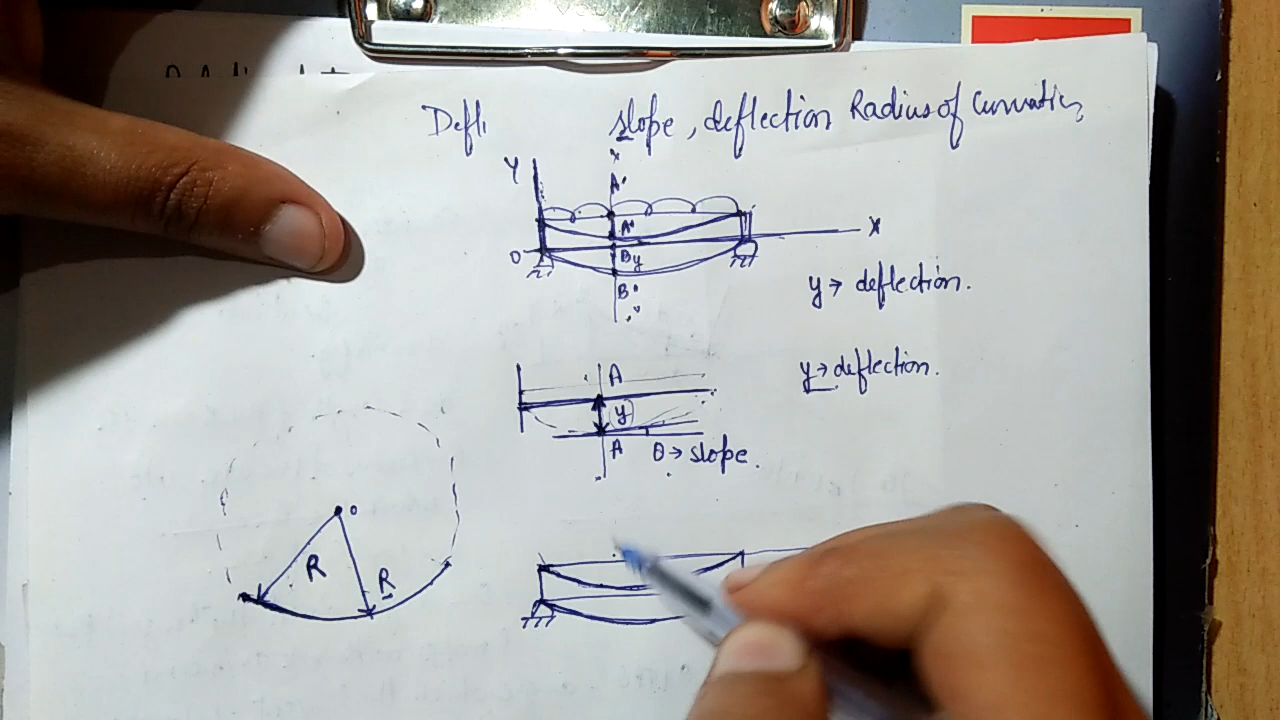 Defl slope, deflection Radius of Curvature
Y
x
A'
A"
X
O
By
B'
y → deflection.
A
y → deflection.
(y)
A
θ → slope.
O
R
R